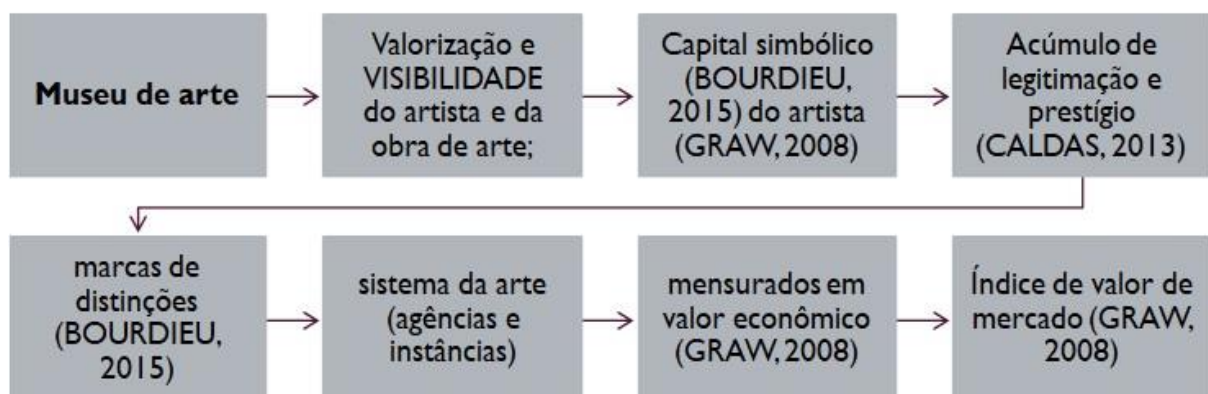 Museu de arte
Valorização e
VISIBILIDADE
do artista e da
obra de arte;
Capital simbólico
(BOURDIEU,
2015) do artista
(GRAW, 2008)
Acúmulo de
legitimação e
prestígio
(CALDAS, 2013)
marcas de
distinções
(BOURDIEU,
2015)
sistema da arte
(agências e
instâncias)
mensurados em
valor econômico
(GRAW, 2008)
Índice de valor de
mercado (GRAW,
2008)